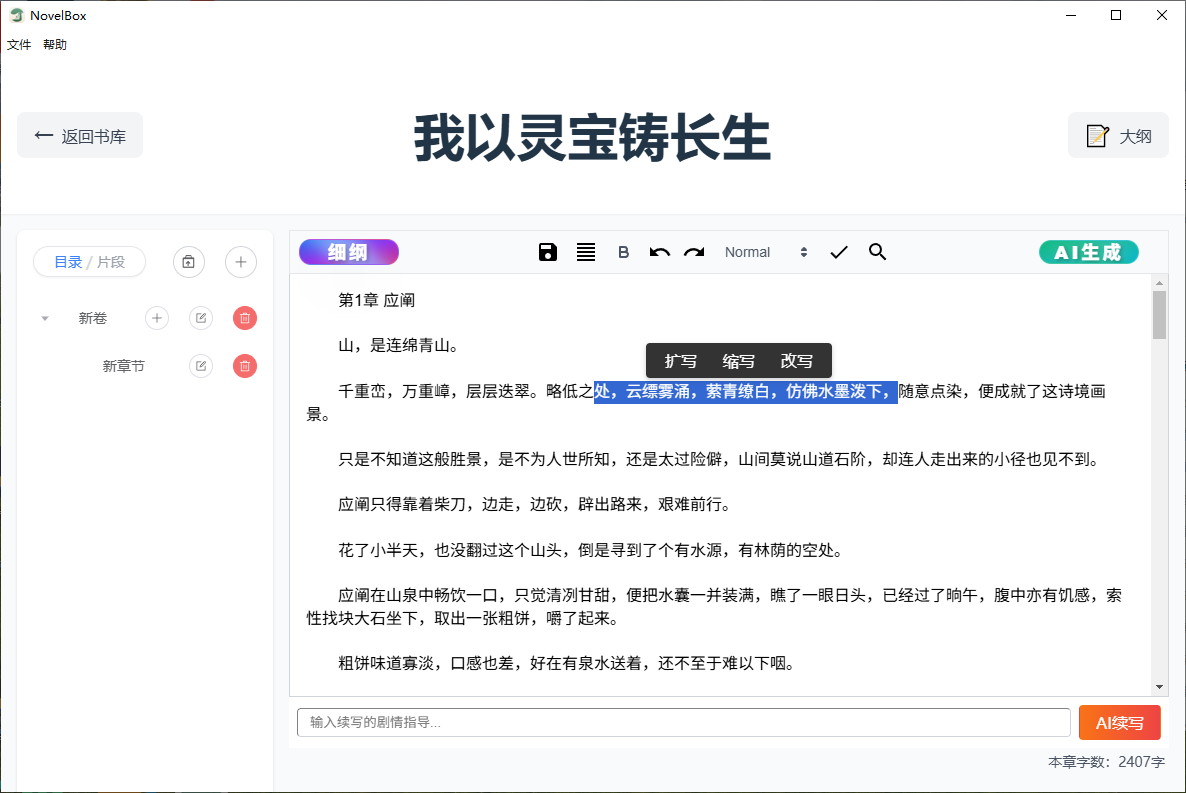 NovelBox
文件 帮助
返回书库
我以灵宝铸长生
大纲
目录 / 片段
新卷
新章节
细纲
B
Normal
AI生成
第1章 应阐
山，是连绵青山。
扩写 缩写 改写
千重峦，万重嶂，层层迭翠。略低之处，云缥雾涌，萦青缭白，仿佛水墨泼下，随意点染，便成就了这诗境画
景。
只是不知道这般胜景，是不为人世所知，还是太过险僻，山间莫说山道石阶，却连人走出来的小径也见不到。
应阐只得靠着柴刀，边走，边砍，辟出路来，艰难前行。
花了小半天，也没翻过这个山头，倒是寻到了个有水源，有林荫的空处。
应阐在山泉中畅饮一口，只觉清冽甘甜，便把水囊一并装满，瞧了一眼日头，已经过了晌午，腹中亦有饥感，索
性找块大石坐下，取出一张粗饼，嚼了起来。
粗饼味道寡淡，口感也差，好在有泉水送着，还不至于难以下咽。
输入续写的剧情指导...
AI续写
本章字数：2407字